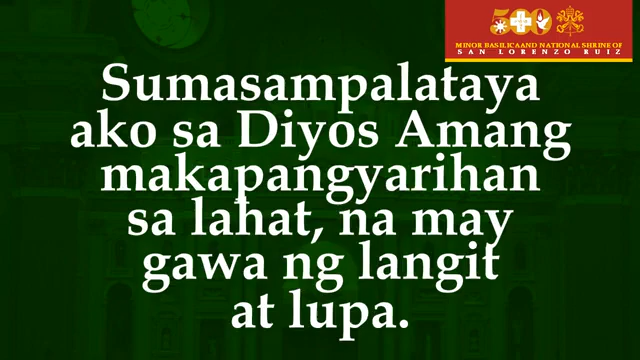 500
MINOR BASILICA AND NATIONAL SHRINE OF
SAN LORENZO RUIZ
Sumasampalataya
ako sa Diyos Amang
makapangyarihan
sa lahat, na may
gawa ng langit
at lupa.